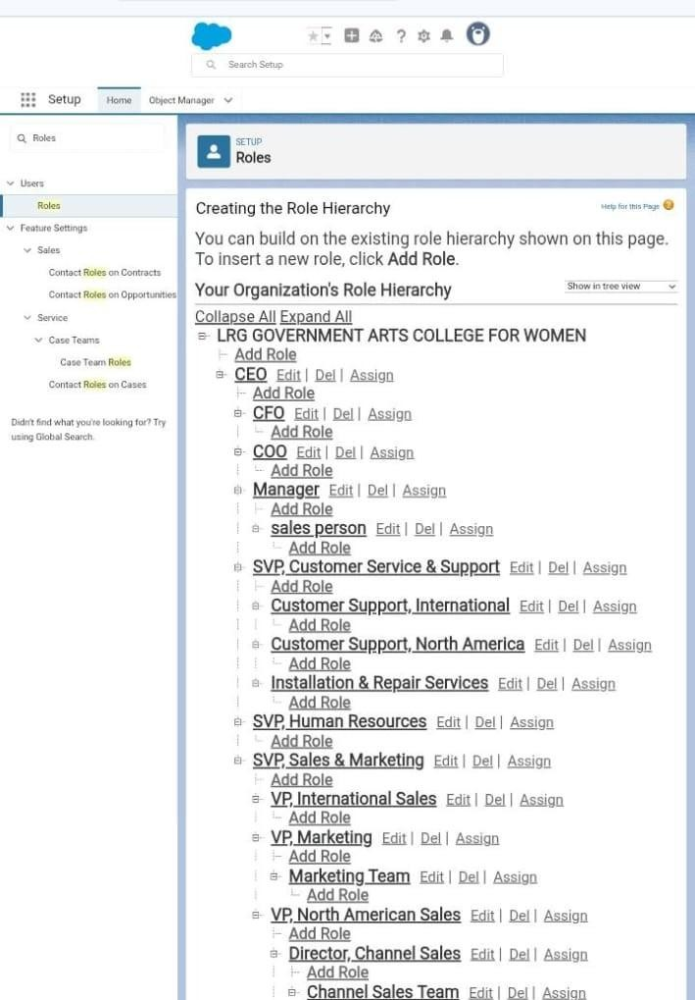 Search Setup
Setup
Home
Object Manager
Roles
Users
Roles
Feature Settings
Sales
Contact Roles on Contracts
Contact Roles on Opportunities
Service
Case Teams
Case Team Roles
Contact Roles on Cases
Didn't find what you're looking for? Try
using Global Search.
SETUP
Roles
Creating the Role Hierarchy
Help for this Page
You can build on the existing role hierarchy shown on this page.
To insert a new role, click Add Role.
Your Organization's Role Hierarchy
Show in tree view
Collapse All Expand All
LRG GOVERNMENT ARTS COLLEGE FOR WOMEN
Add Role
CEO Edit | Del | Assign
Add Role
CFO Edit | Del | Assign
Add Role
COO Edit | Del | Assign
Add Role
Manager Edit | Del | Assign
Add Role
sales person Edit | Del | Assign
Add Role
SVP, Customer Service & Support Edit | Del | Assign
Add Role
Customer Support, International Edit | Del | Assign
Add Role
Customer Support, North America Edit | Del | Assign
Add Role
Installation & Repair Services Edit | Del | Assign
Add Role
SVP, Human Resources Edit | Del | Assign
Add Role
SVP, Sales & Marketing Edit | Del | Assign
Add Role
VP, International Sales Edit | Del | Assign
Add Role
VP, Marketing Edit | Del | Assign
Add Role
Marketing Team Edit | Del | Assign
Add Role
VP, North American Sales Edit | Del | Assign
Add Role
Director, Channel Sales Edit | Del | Assign
Add Role
Channel Sales Team Edit | Del | Assign